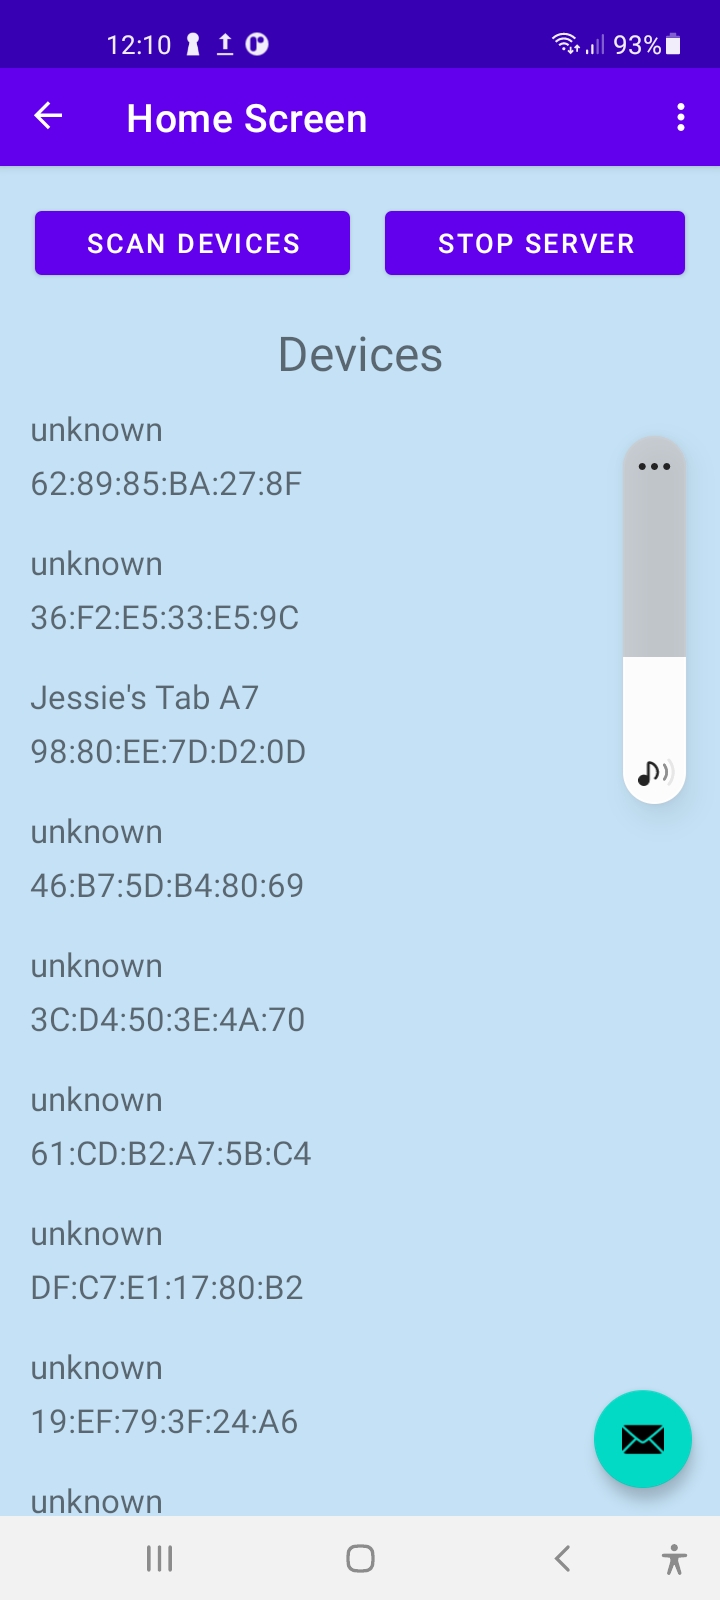 12:10
93%
Home Screen
SCAN DEVICES
STOP SERVER
Devices
unknown
62:89:85:BA:27:8F
unknown
36:F2:E5:33:E5:9C
Jessie's Tab A7
98:80:EE:7D:D2:0D
unknown
46:B7:5D:B4:80:69
unknown
3C:D4:50:3E:4A:70
unknown
61:CD:B2:A7:5B:C4
unknown
DF:C7:E1:17:80:B2
unknown
19:EF:79:3F:24:A6
unknown